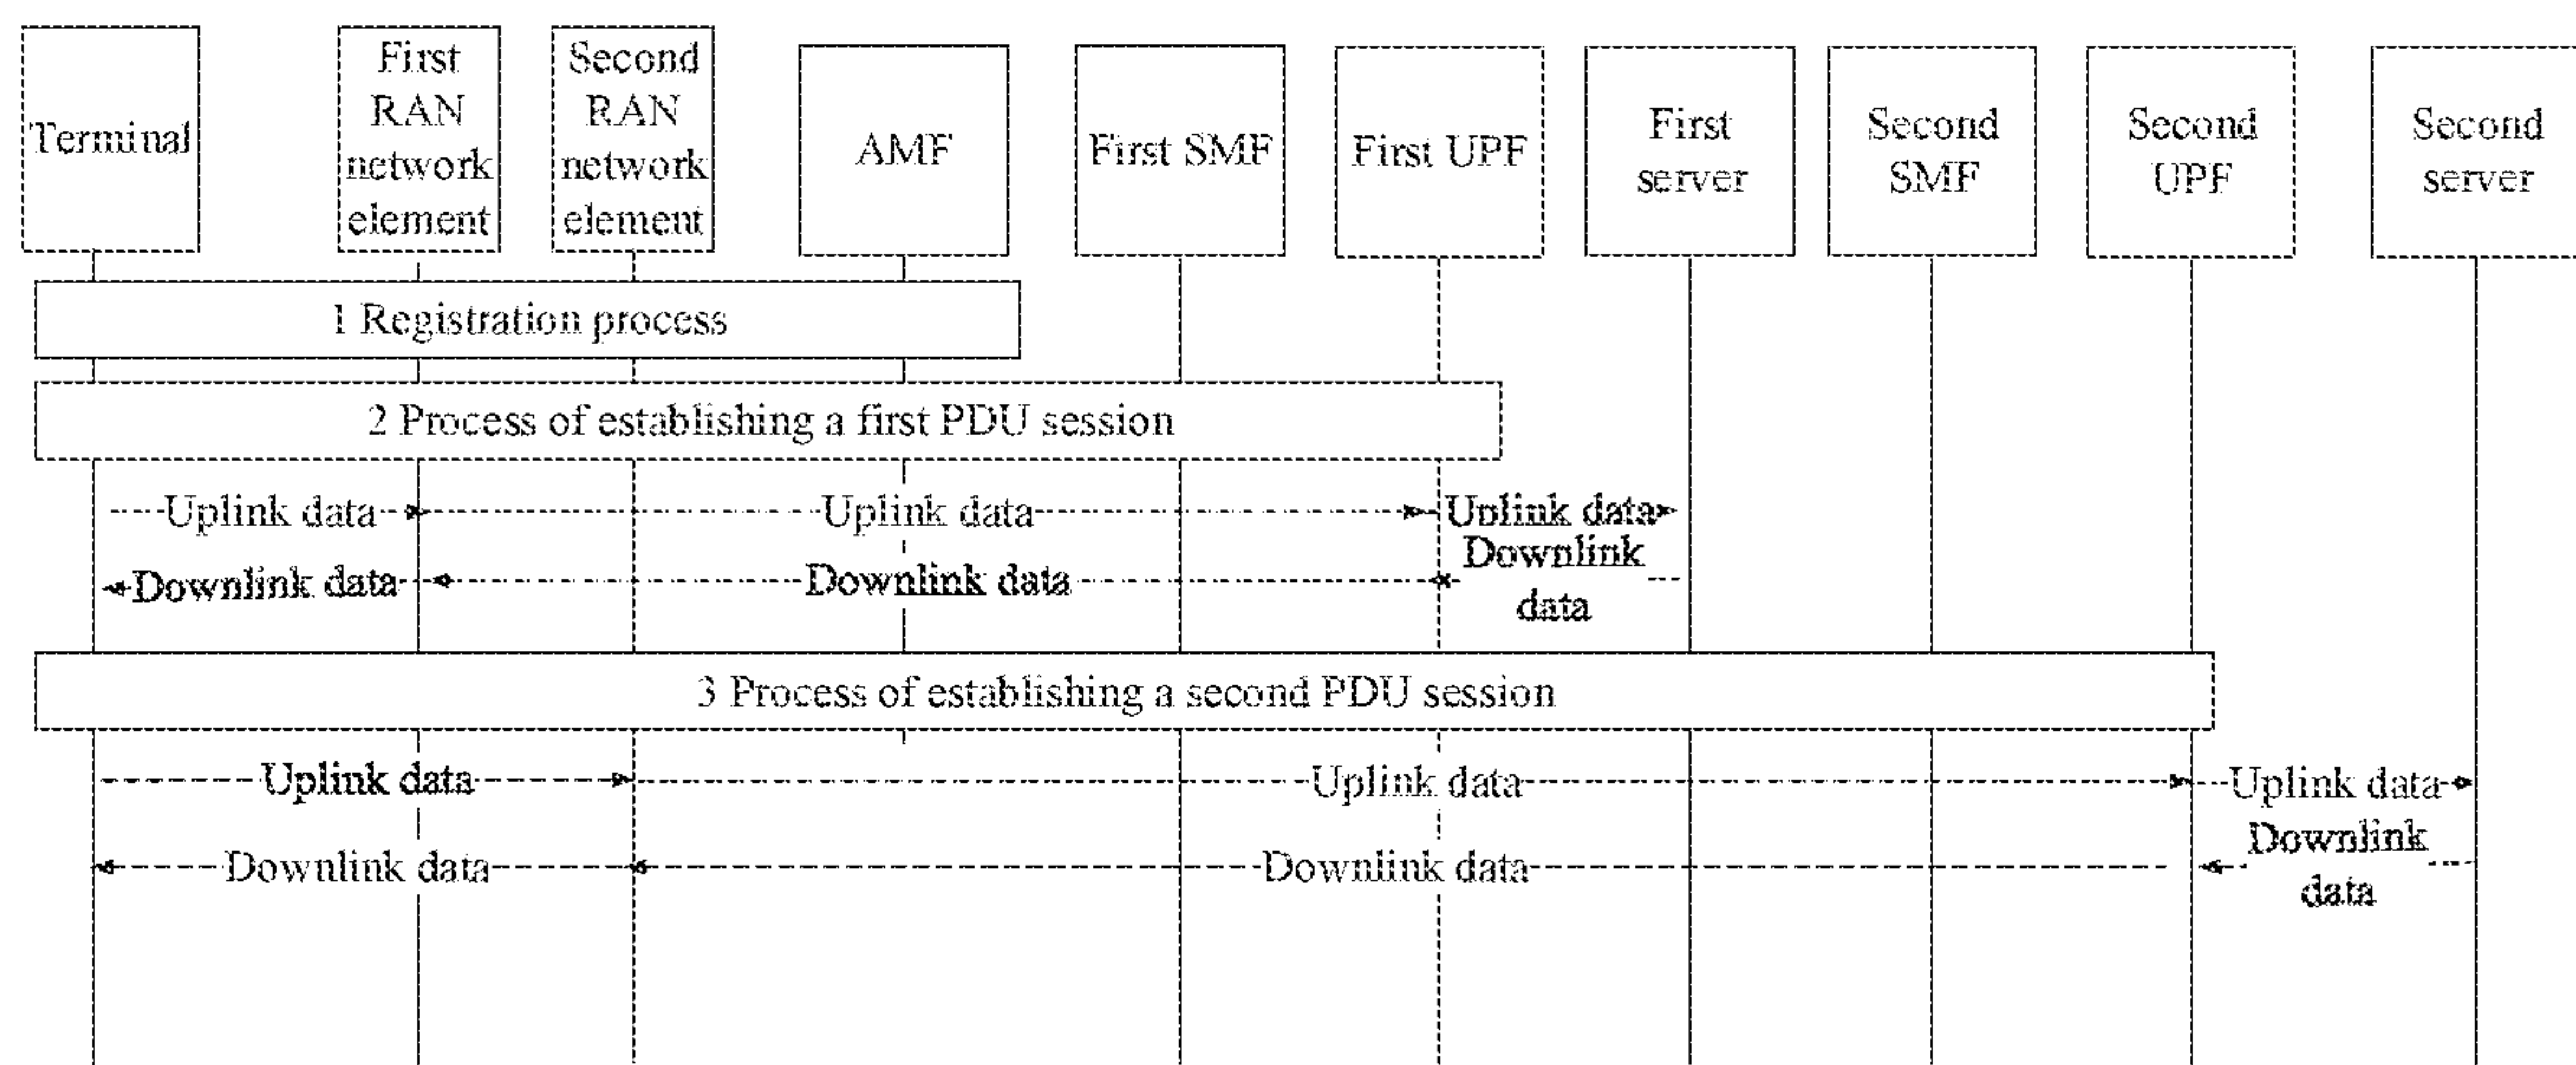 Terminal
First
RAN
network
element
Second
RAN
network
element
AMF
First SMF
First UPF
First
server
Second
SMF
Second
UPF
Second
server
1 Registration process
2 Process of establishing a first PDU session
Uplink data
Uplink data
Uplink data
Downlink data
Downlink data
Downlink
data
3 Process of establishing a second PDU session
Uplink data
Uplink data
Uplink data
Downlink data
Downlink data
Downlink
data